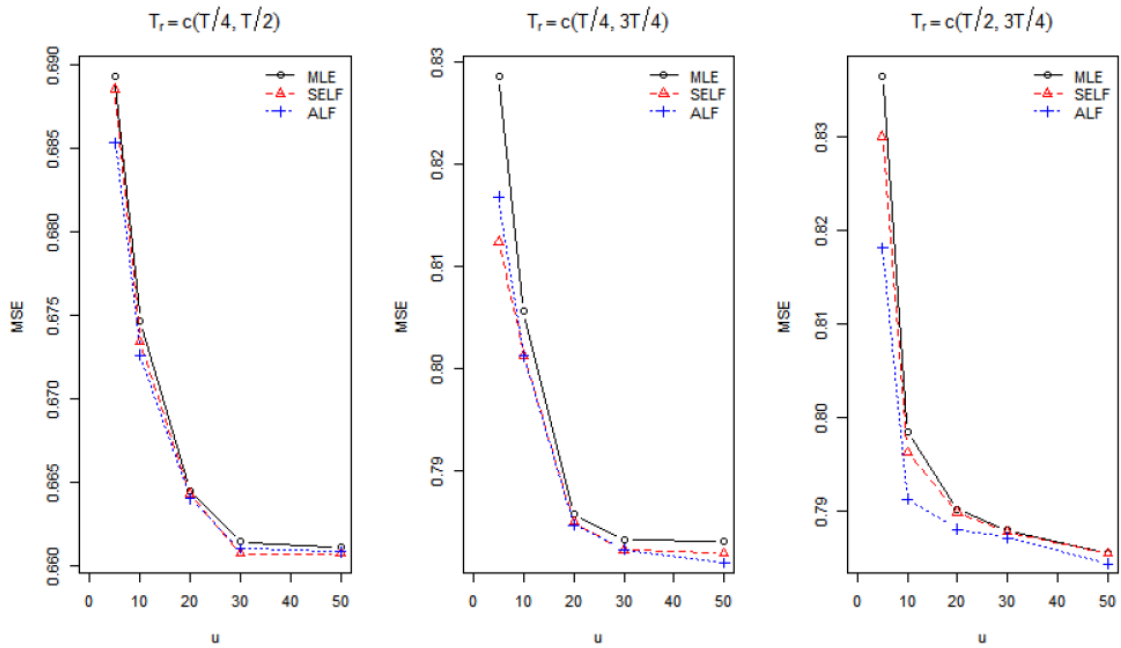 T_r = c(T/4, T/2)
MLE
SELF
ALF
MSE
0.690
0.685
0.680
0.675
0.670
0.665
0.660
0 10 20 30 40 50
u
T_r = c(T/4, 3T/4)
MLE
SELF
ALF
MSE
0.83
0.82
0.81
0.80
0.79
0 10 20 30 40 50
u
T_r = c(T/2, 3T/4)
MLE
SELF
ALF
MSE
0.83
0.82
0.81
0.80
0.79
0 10 20 30 40 50
u